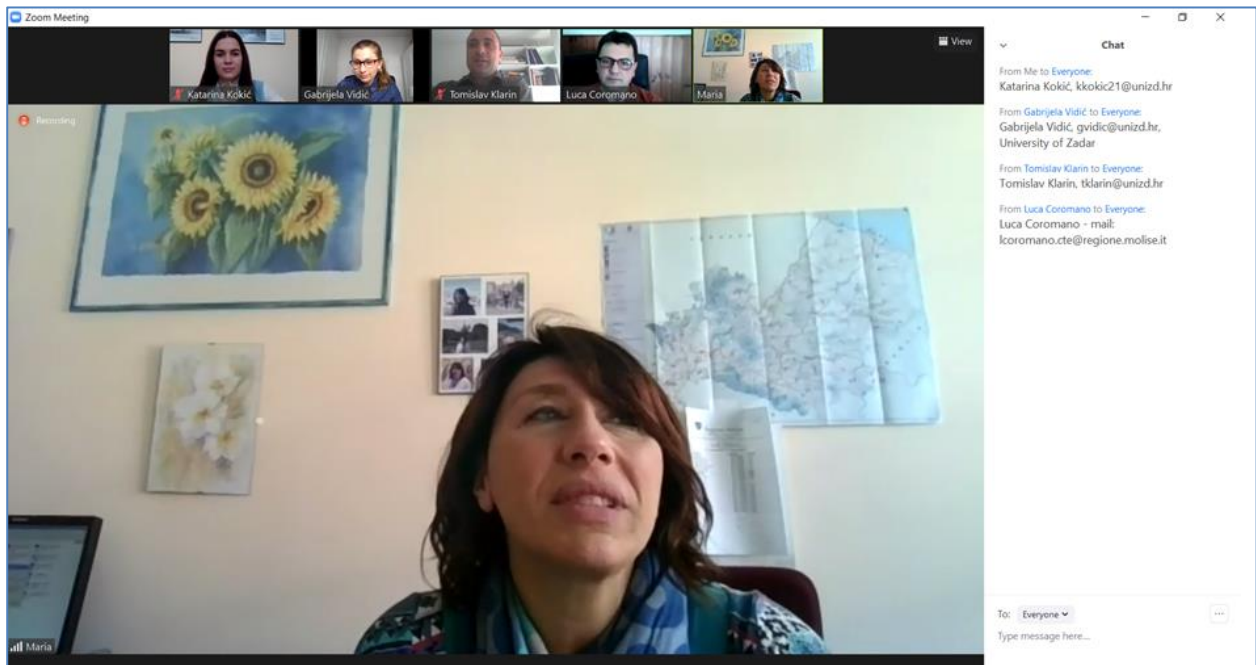 Zoom Meeting
View
Katarina Kokić
Gabrijela Vidić
Tomislav Klarin
Luca Coromano
Maria
Recording
Maria
Chat
From Me to Everyone:
Katarina Kokić, kkokic21@unizd.hr
From Gabrijela Vidić to Everyone:
Gabrijela Vidić, gvidic@unizd.hr,
University of Zadar
From Tomislav Klarin to Everyone:
Tomislav Klarin, tklarin@unizd.hr
From Luca Coromano to Everyone:
Luca Coromano - mail:
lcoromano.cte@regione.molise.it
To: Everyone
Type message here...